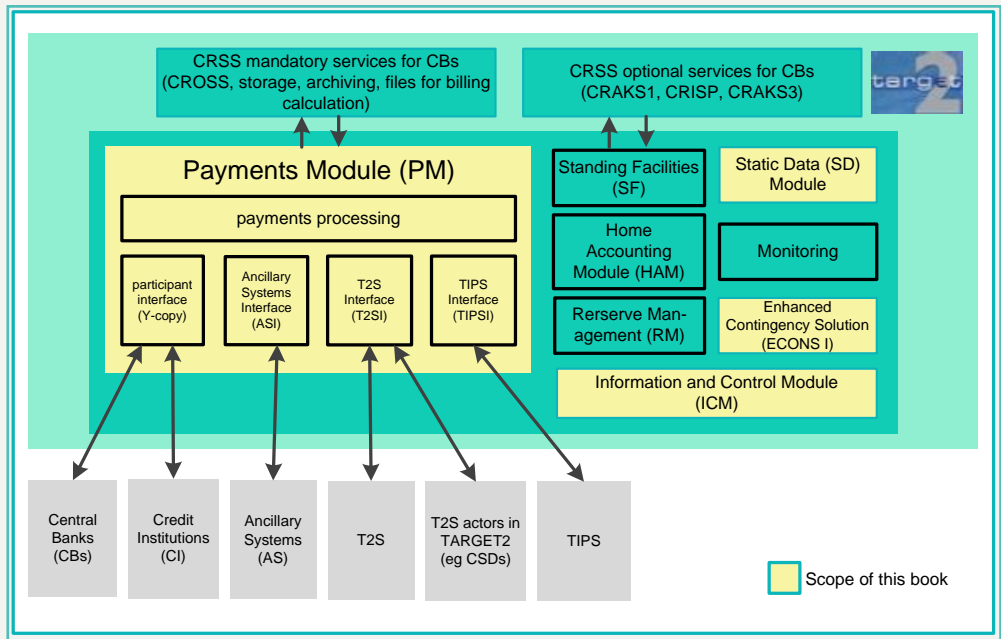 CRSS mandatory services for CBs
(CROSS, storage, archiving, files for billing
calculation)
CRSS optional services for CBs
(CRAKS1, CRISP, CRAKS3)
target
2
Payments Module (PM)
payments processing
participant
interface
(Y-copy)
Ancillary
Systems
Interface
(ASI)
T2S
Interface
(T2SI)
TIPS
Interface
(TIPSI)
Standing Facilities
(SF)
Static Data (SD)
Module
Home
Accounting
Module (HAM)
Monitoring
Rerserve Man-
agement (RM)
Enhanced
Contingency Solution
(ECONS I)
Information and Control Module
(ICM)
Central
Banks
(CBs)
Credit
Institutions
(CI)
Ancillary
Systems
(AS)
T2S
T2S actors in
TARGET2
(eg CSDs)
TIPS
Scope of this book